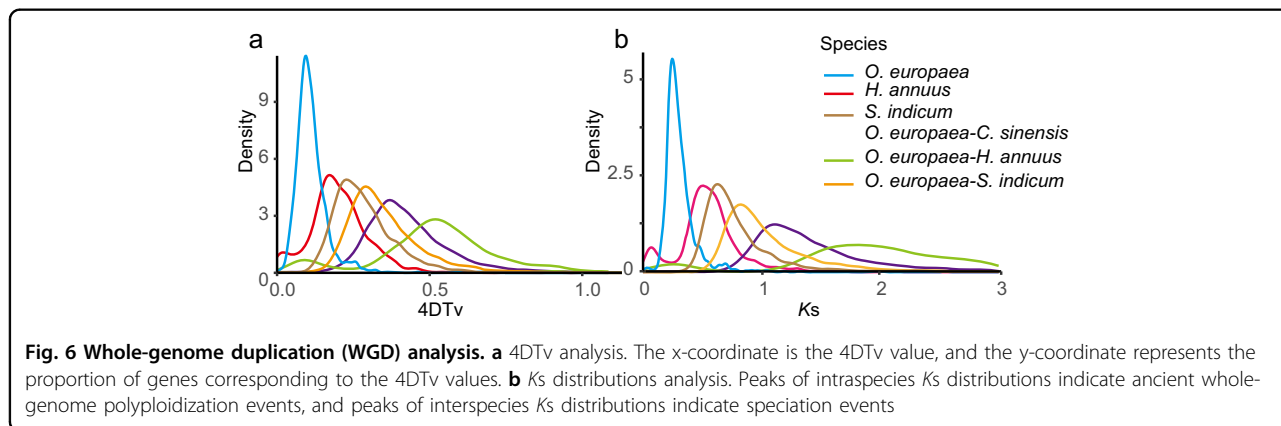 a
b
Density
9
6
3
0
0.0
0.5
1.0
4DTv
Density
5
2.5
0
0
1
2
3
Ks
Species
O. europaea
H. annuus
S. indicum
O. europaea-C. sinensis
O. europaea-H. annuus
O. europaea-S. indicum
Fig. 6 Whole-genome duplication (WGD) analysis. a 4DTv analysis. The x-coordinate is the 4DTv value, and the y-coordinate represents the
proportion of genes corresponding to the 4DTv values. b Ks distributions analysis. Peaks of intraspecies Ks distributions indicate ancient whole-
genome polyploidization events, and peaks of interspecies Ks distributions indicate speciation events